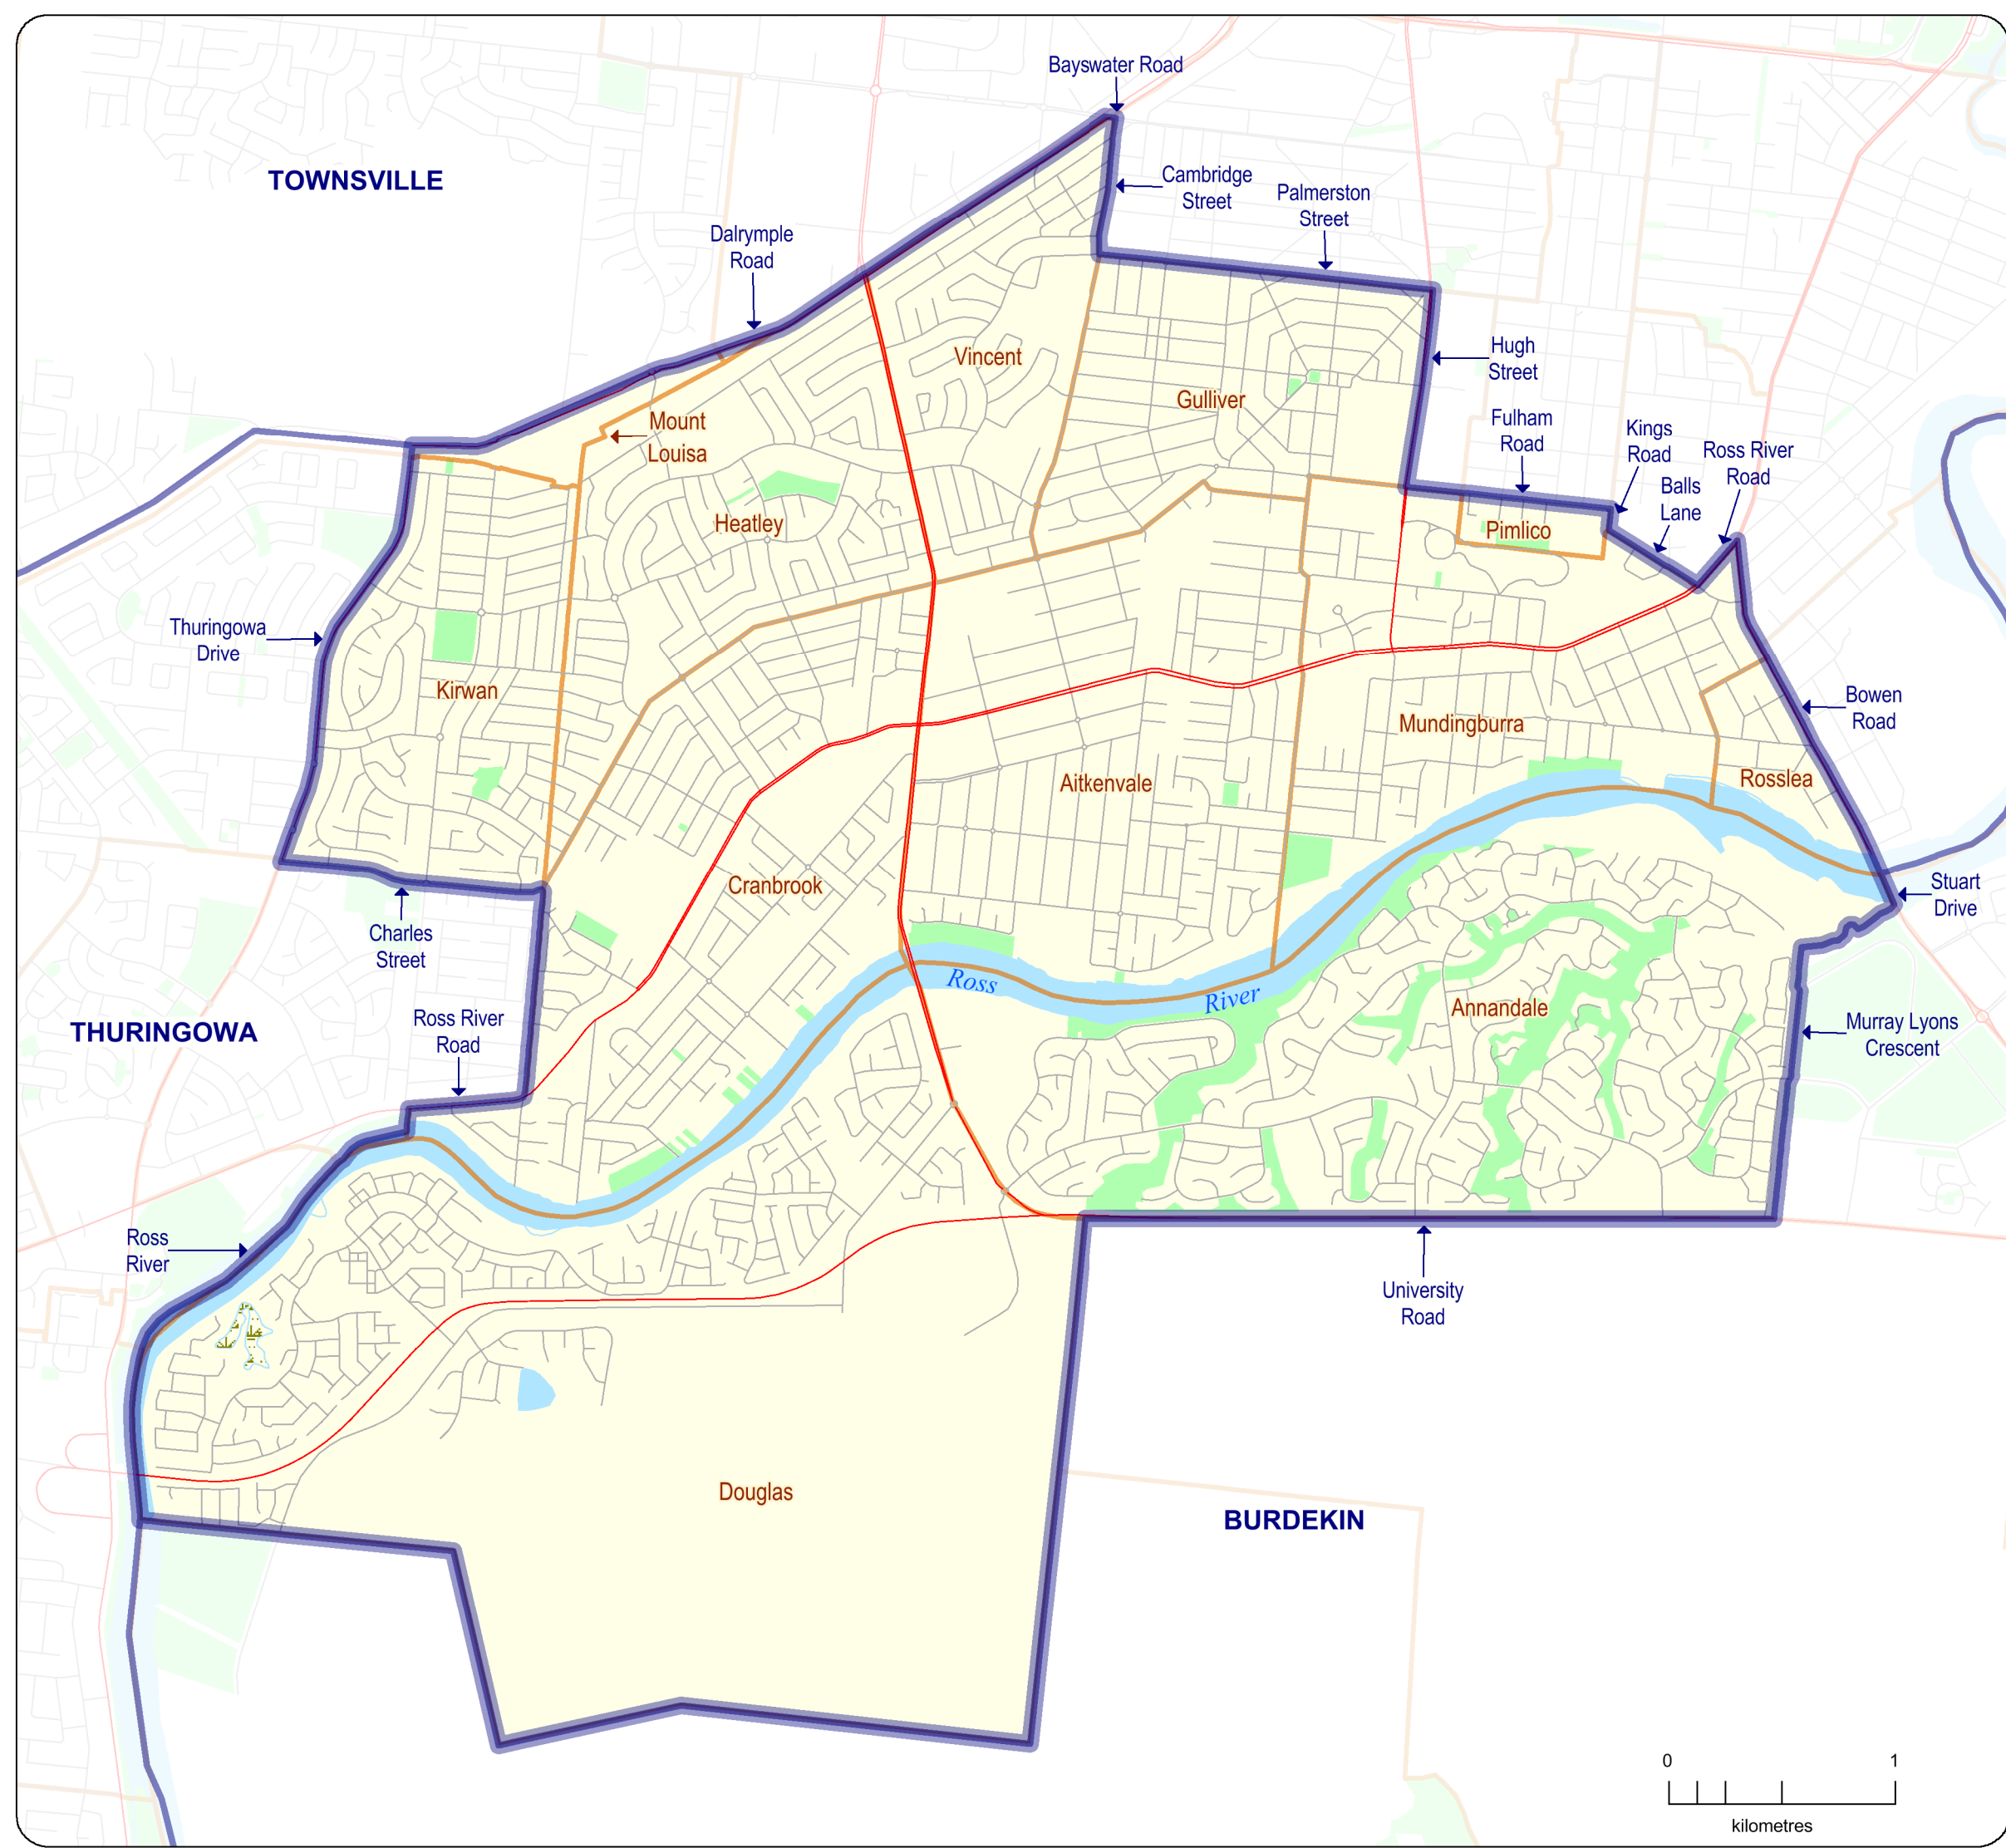 Bayswater Road
TOWNSVILLE
Cambridge
Street
Palmerston
Street
Dalrymple
Road
Vincent
Hugh
Street
Gulliver
Mount
Louisa
Fulham
Road
Kings
Road
Ross River
Road
Balls
Lane
Heatley
Pimlico
Thuringowa
Drive
Kirwan
Bowen
Road
Mundingburra
Aitkenvale
Rosslea
Cranbrook
Stuart
Drive
Charles
Street
Ross
River
Annandale
THURINGOWA
Ross River
Road
Murray Lyons
Crescent
Ross
River
University
Road
Douglas
BURDEKIN
0 1
kilometres